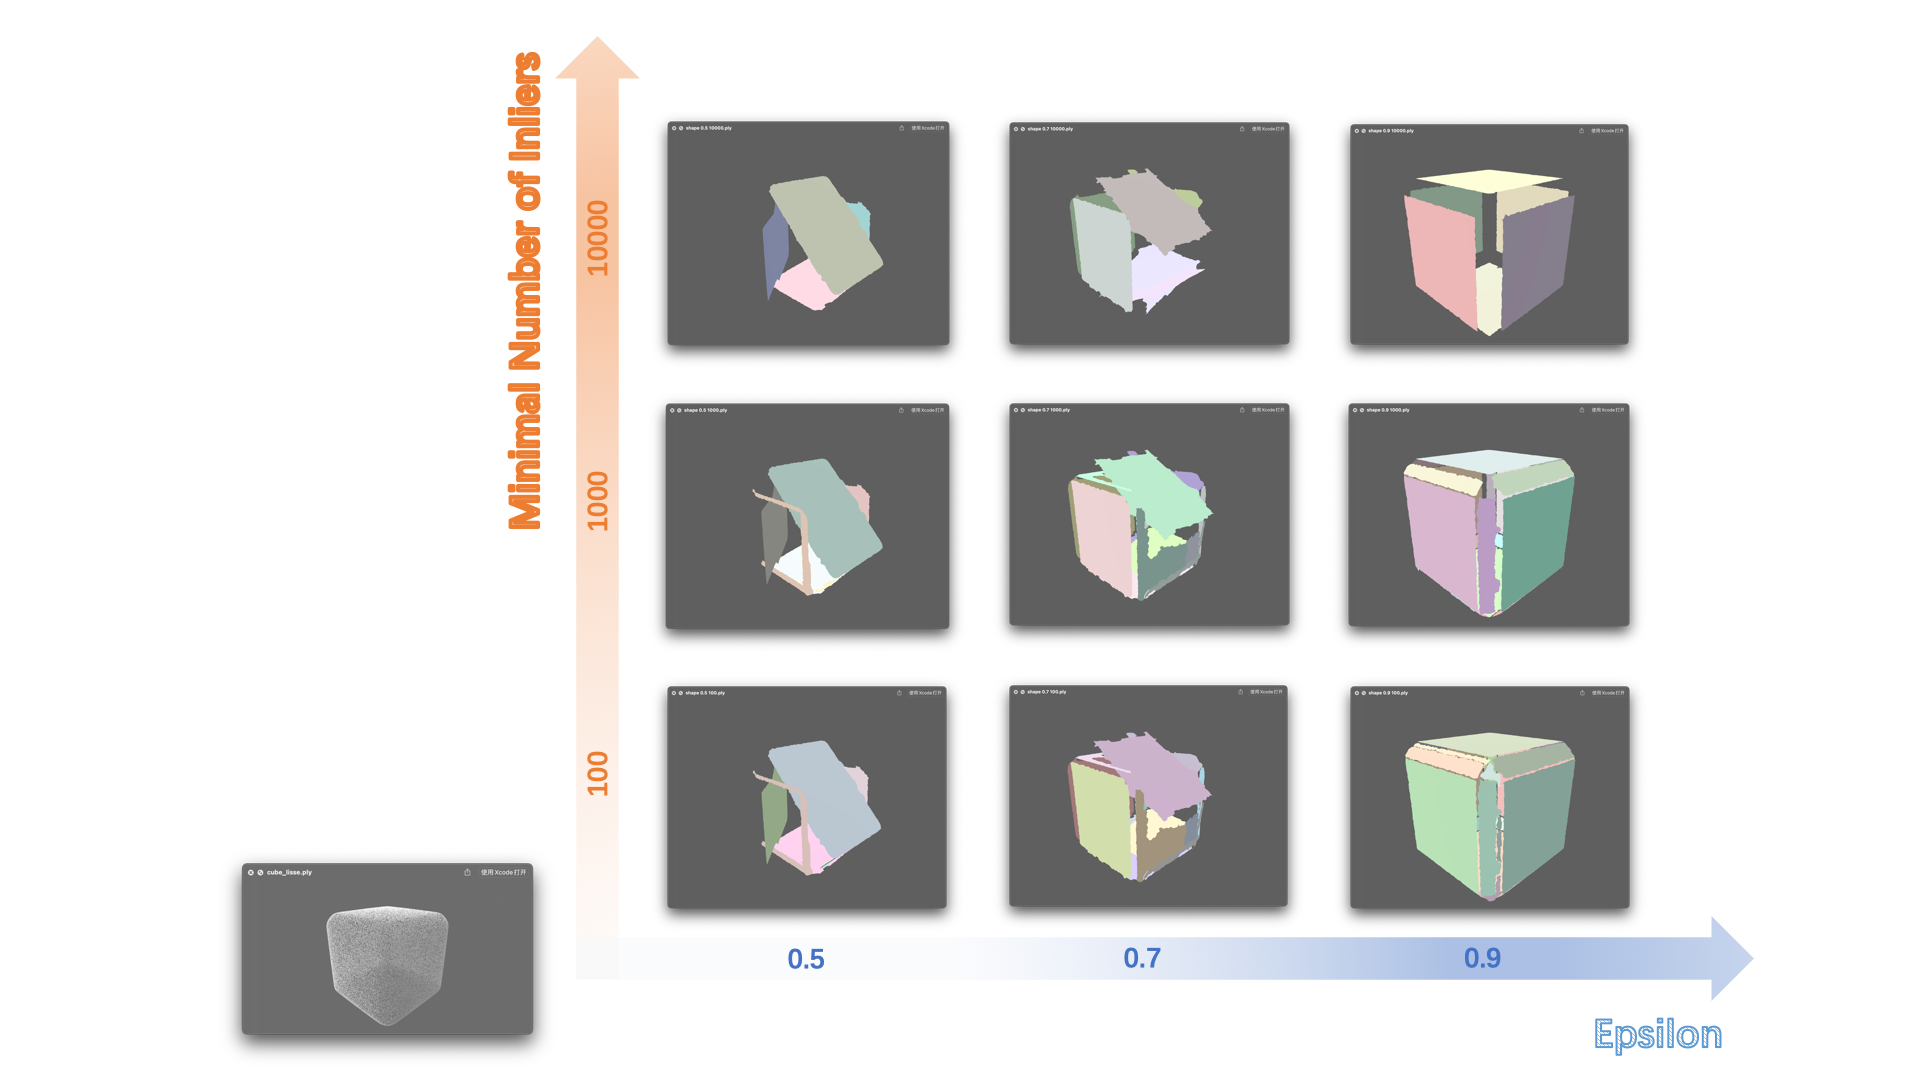 Minimal Number of Inliers
10000
1000
100
shape 0.5 10000.ply
使用 Xcode 打开
shape 0.7 10000.ply
使用 Xcode 打开
shape 0.9 10000.ply
使用 Xcode 打开
shape 0.5 1000.ply
使用 Xcode 打开
shape 0.7 1000.ply
使用 Xcode 打开
shape 0.9 1000.ply
使用 Xcode 打开
shape 0.5 100.ply
使用 Xcode 打开
shape 0.7 100.ply
使用 Xcode 打开
shape 0.9 100.ply
使用 Xcode 打开
cube_lisse.ply
使用 Xcode 打开
0.5
0.7
0.9
Epsilon